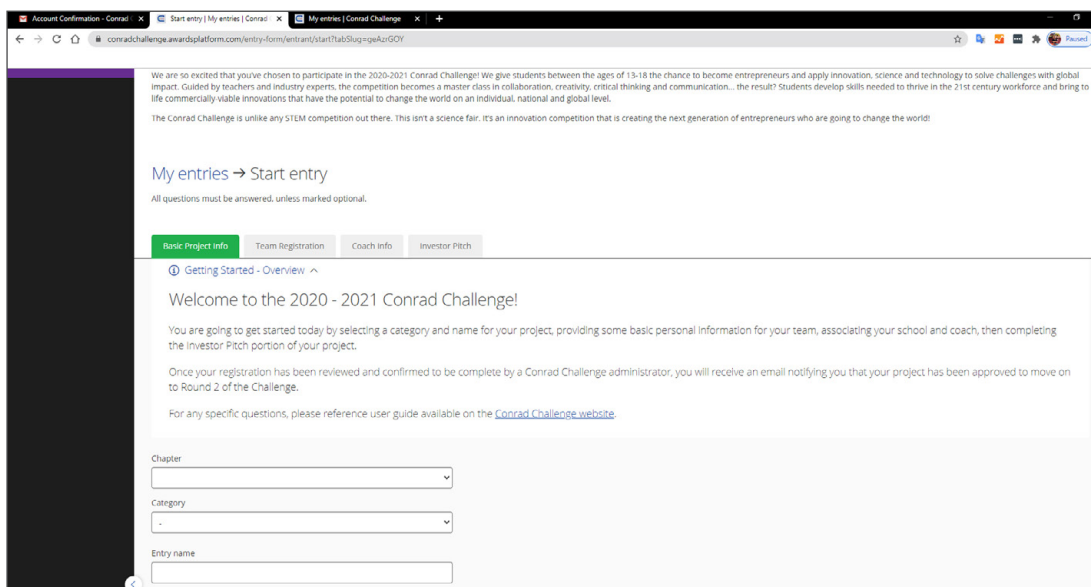 Account Confirmation - Conrad
Start entry | My entries | Conrad
My entries | Conrad Challenge
conradchallenge.awardsplatform.com/entry-form/entrant/start?tabSlug=geAzrGOY
Paused
We are so excited that you've chosen to participate in the 2020-2021 Conrad Challenge! We give students between the ages of 13-18 the chance to become entrepreneurs and apply innovation, science and technology to solve challenges with global
impact. Guided by teachers and industry experts, the competition becomes a master class in collaboration, creativity, critical thinking and communication... the result? Students develop skills needed to thrive in the 21st century workforce and bring to
life commercially viable innovations that have the potential to change the world on an individual, national and global level.
The Conrad Challenge is unlike any STEM competition out there. This isn't a science fair. It's an innovation competition that is creating the next generation of entrepreneurs who are going to change the world!
My entries → Start entry
All questions must be answered, unless marked optional.
Basic Project Info
Team Registration
Coach Info
Investor Pitch
Getting Started - Overview
Welcome to the 2020 - 2021 Conrad Challenge!
You are going to get started today by selecting a category and name for your project, providing some basic personal information for your team, associating your school and coach, then completing
the Investor Pitch portion of your project.
Once your registration has been reviewed and confirmed to be complete by a Conrad Challenge administrator, you will receive an email notifying you that your project has been approved to move on
to Round 2 of the Challenge.
For any specific questions, please reference user guide available on the Conrad Challenge website.
Chapter
Category
-
Entry name